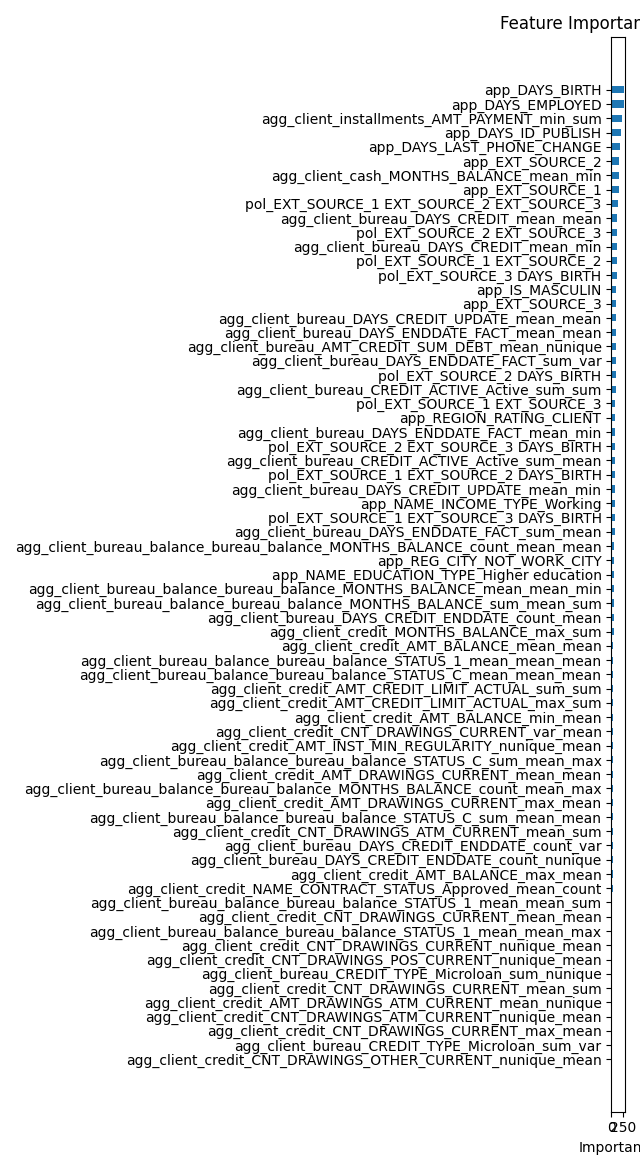 Feature Importan
app_DAYS_BIRTH
app_DAYS_EMPLOYED
agg_client_installments_AMT_PAYMENT_min_sum
app_DAYS_ID_PUBLISH
app_DAYS_LAST_PHONE_CHANGE
app_EXT_SOURCE_2
agg_client_cash_MONTHS_BALANCE_mean_min
app_EXT_SOURCE_1
pol_EXT_SOURCE_1 EXT_SOURCE_2 EXT_SOURCE_3
agg_client_bureau_DAYS_CREDIT_mean_mean
pol_EXT_SOURCE_2 EXT_SOURCE_3
agg_client_bureau_DAYS_CREDIT_mean_min
pol_EXT_SOURCE_1 EXT_SOURCE_2
pol_EXT_SOURCE_3 DAYS_BIRTH
app_IS_MASCULIN
app_EXT_SOURCE_3
agg_client_bureau_DAYS_CREDIT_UPDATE_mean_mean
agg_client_bureau_DAYS_ENDDATE_FACT_mean_mean
agg_client_bureau_AMT_CREDIT_SUM_DEBT_mean_nunique
agg_client_bureau_DAYS_ENDDATE_FACT_sum_var
pol_EXT_SOURCE_2 DAYS_BIRTH
agg_client_bureau_CREDIT_ACTIVE_Active_sum_sum
pol_EXT_SOURCE_1 EXT_SOURCE_3
app_REGION_RATING_CLIENT
agg_client_bureau_DAYS_ENDDATE_FACT_mean_min
pol_EXT_SOURCE_2 EXT_SOURCE_3 DAYS_BIRTH
agg_client_bureau_CREDIT_ACTIVE_Active_sum_mean
pol_EXT_SOURCE_1 EXT_SOURCE_2 DAYS_BIRTH
agg_client_bureau_DAYS_CREDIT_UPDATE_mean_min
app_NAME_INCOME_TYPE_Working
pol_EXT_SOURCE_1 EXT_SOURCE_3 DAYS_BIRTH
agg_client_bureau_DAYS_ENDDATE_FACT_sum_mean
agg_client_bureau_balance_bureau_balance_MONTHS_BALANCE_count_mean_mean
app_REG_CITY_NOT_WORK_CITY
app_NAME_EDUCATION_TYPE_Higher education
agg_client_bureau_balance_bureau_balance_MONTHS_BALANCE_mean_mean_min
agg_client_bureau_balance_bureau_balance_MONTHS_BALANCE_sum_mean_sum
agg_client_bureau_DAYS_CREDIT_ENDDATE_count_mean
agg_client_credit_MONTHS_BALANCE_max_sum
agg_client_credit_AMT_BALANCE_mean_mean
agg_client_bureau_balance_bureau_balance_STATUS_1_mean_mean_mean
agg_client_bureau_balance_bureau_balance_STATUS_C_mean_mean_mean
agg_client_credit_AMT_CREDIT_LIMIT_ACTUAL_sum_sum
agg_client_credit_AMT_CREDIT_LIMIT_ACTUAL_max_sum
agg_client_credit_AMT_BALANCE_min_mean
agg_client_credit_CNT_DRAWINGS_CURRENT_var_mean
agg_client_credit_AMT_INST_MIN_REGULARITY_nunique_mean
agg_client_bureau_balance_bureau_balance_STATUS_C_sum_mean_max
agg_client_credit_AMT_DRAWINGS_CURRENT_mean_mean
agg_client_bureau_balance_bureau_balance_MONTHS_BALANCE_count_mean_max
agg_client_credit_AMT_DRAWINGS_CURRENT_max_mean
agg_client_bureau_balance_bureau_balance_STATUS_C_sum_mean_mean
agg_client_credit_CNT_DRAWINGS_ATM_CURRENT_mean_sum
agg_client_bureau_DAYS_CREDIT_ENDDATE_count_var
agg_client_bureau_DAYS_CREDIT_ENDDATE_count_nunique
agg_client_credit_AMT_BALANCE_max_mean
agg_client_credit_NAME_CONTRACT_STATUS_Approved_mean_count
agg_client_bureau_balance_bureau_balance_STATUS_1_mean_mean_sum
agg_client_credit_CNT_DRAWINGS_CURRENT_mean_mean
agg_client_bureau_balance_bureau_balance_STATUS_1_mean_mean_max
agg_client_credit_CNT_DRAWINGS_CURRENT_nunique_mean
agg_client_credit_CNT_DRAWINGS_POS_CURRENT_nunique_mean
agg_client_bureau_CREDIT_TYPE_Microloan_sum_nunique
agg_client_credit_CNT_DRAWINGS_CURRENT_mean_sum
agg_client_credit_AMT_DRAWINGS_ATM_CURRENT_mean_nunique
agg_client_credit_CNT_DRAWINGS_ATM_CURRENT_nunique_mean
agg_client_credit_CNT_DRAWINGS_CURRENT_max_mean
agg_client_bureau_CREDIT_TYPE_Microloan_sum_var
agg_client_credit_CNT_DRAWINGS_OTHER_CURRENT_nunique_mean
0 250
Importan